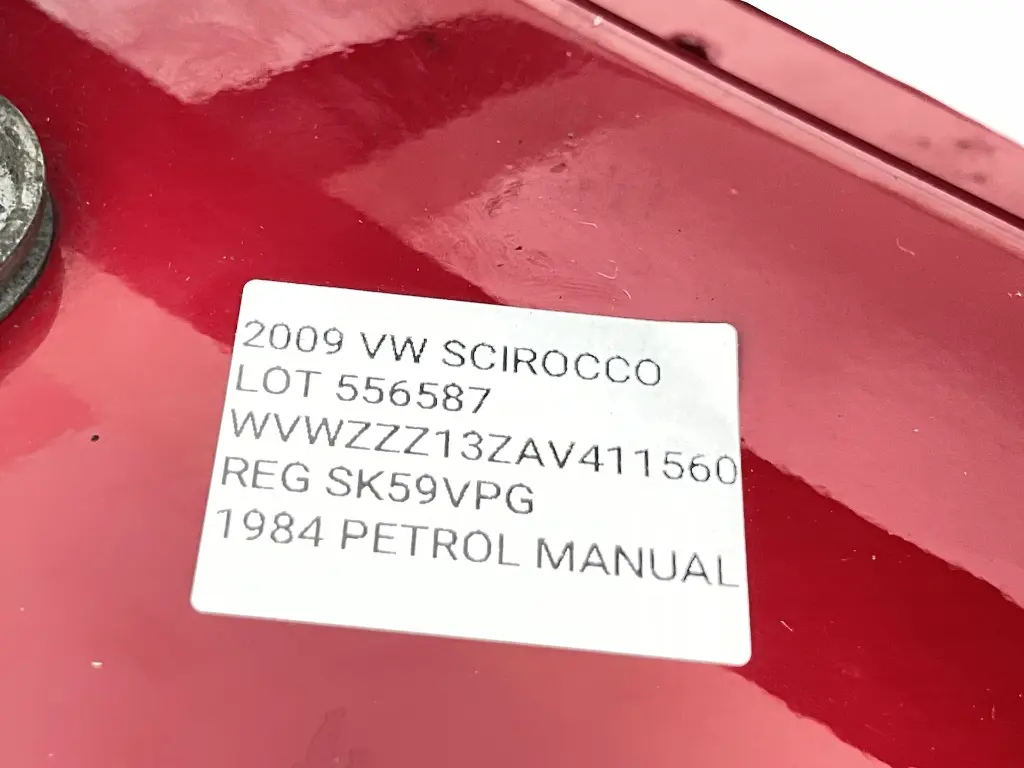 2009 VW SCIROCCO
LOT 556587
WVWZZZ13ZAV411560
REG SK59VPG
1984 PETROL MANUAL